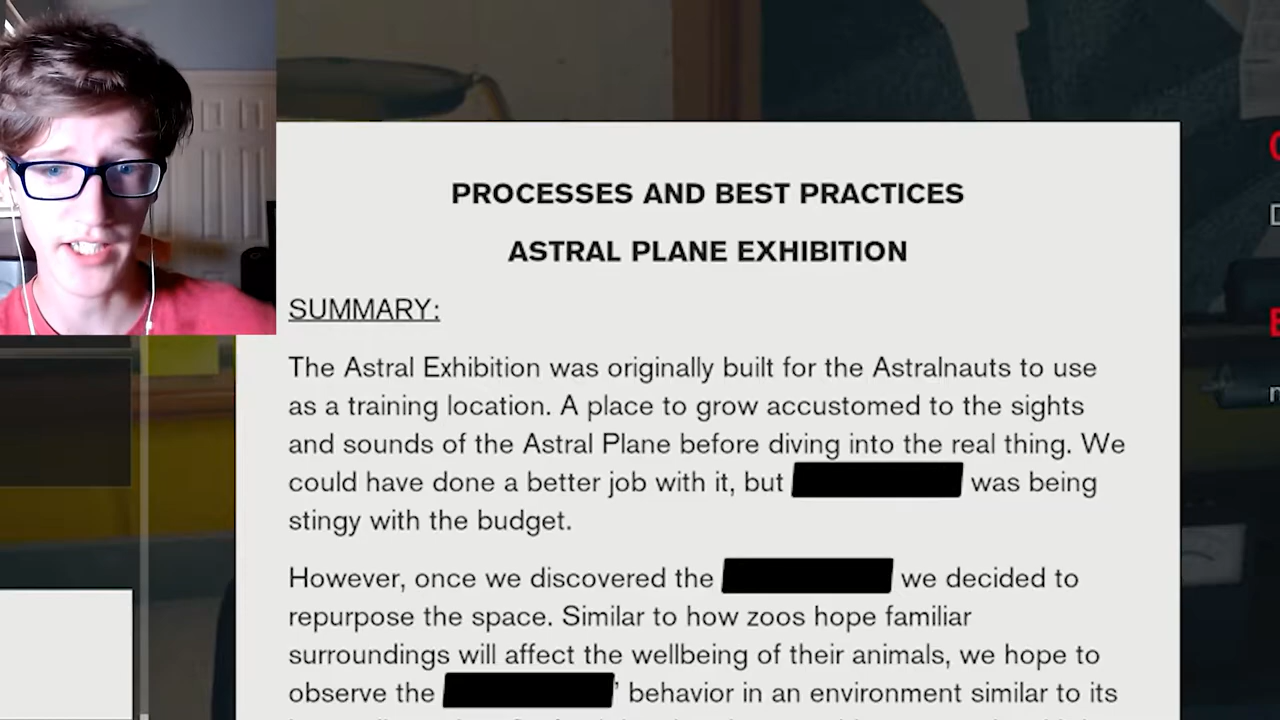 PROCESSES AND BEST PRACTICES
ASTRAL PLANE EXHIBITION
SUMMARY:
The Astral Exhibition was originally built for the Astralnauts to use
as a training location. A place to grow accustomed to the sights
and sounds of the Astral Plane before diving into the real thing. We
could have done a better job with it, but was being
stingy with the budget.
However, once we discovered the we decided to
repurpose the space. Similar to how zoos hope familiar
surroundings will affect the wellbeing of their animals, we hope to
observe the ' behavior in an environment similar to its